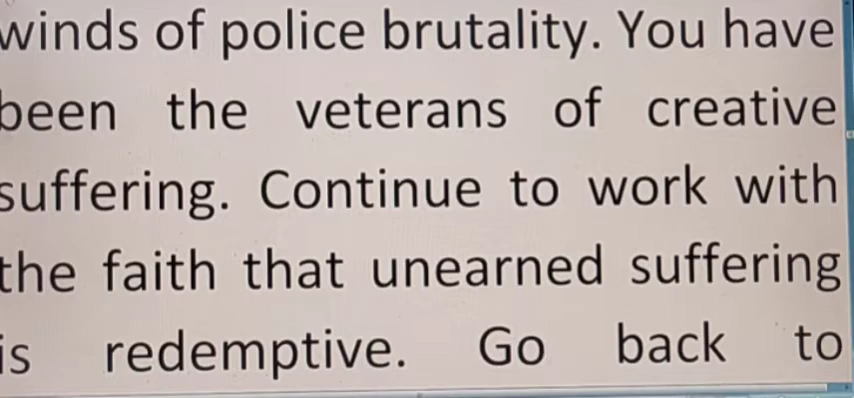 winds of police brutality. You have
been the veterans of creative
suffering. Continue to work with
the faith that unearned suffering
is redemptive. Go back to